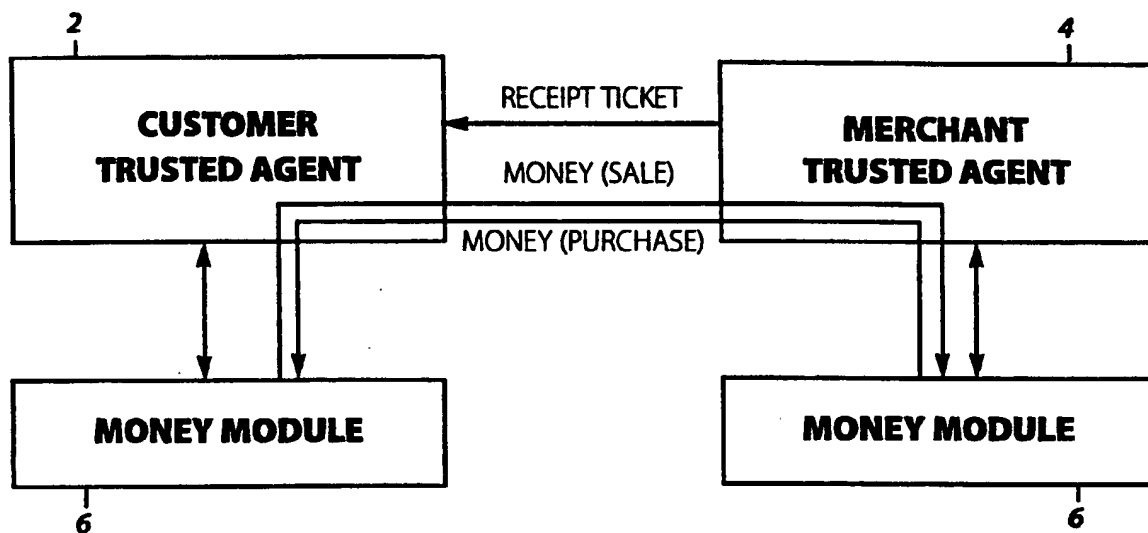 2
4
CUSTOMER
TRUSTED AGENT
RECEIPT TICKET
MERCHANT
TRUSTED AGENT
MONEY (SALE)
MONEY (PURCHASE)
MONEY MODULE
MONEY MODULE
6
6